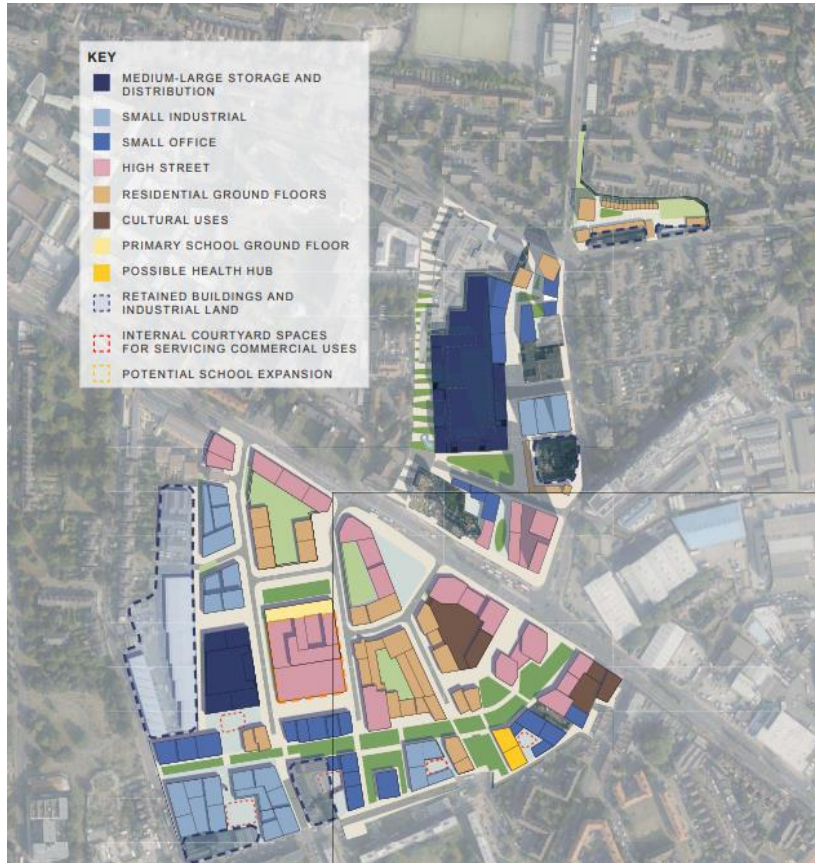 KEY
MEDIUM-LARGE STORAGE AND
DISTRIBUTION
SMALL INDUSTRIAL
SMALL OFFICE
HIGH STREET
RESIDENTIAL GROUND FLOORS
CULTURAL USES
PRIMARY SCHOOL GROUND FLOOR
POSSIBLE HEALTH HUB
RETAINED BUILDINGS AND
INDUSTRIAL LAND
INTERNAL COURTYARD SPACES
FOR SERVICING COMMERCIAL USES
POTENTIAL SCHOOL EXPANSION